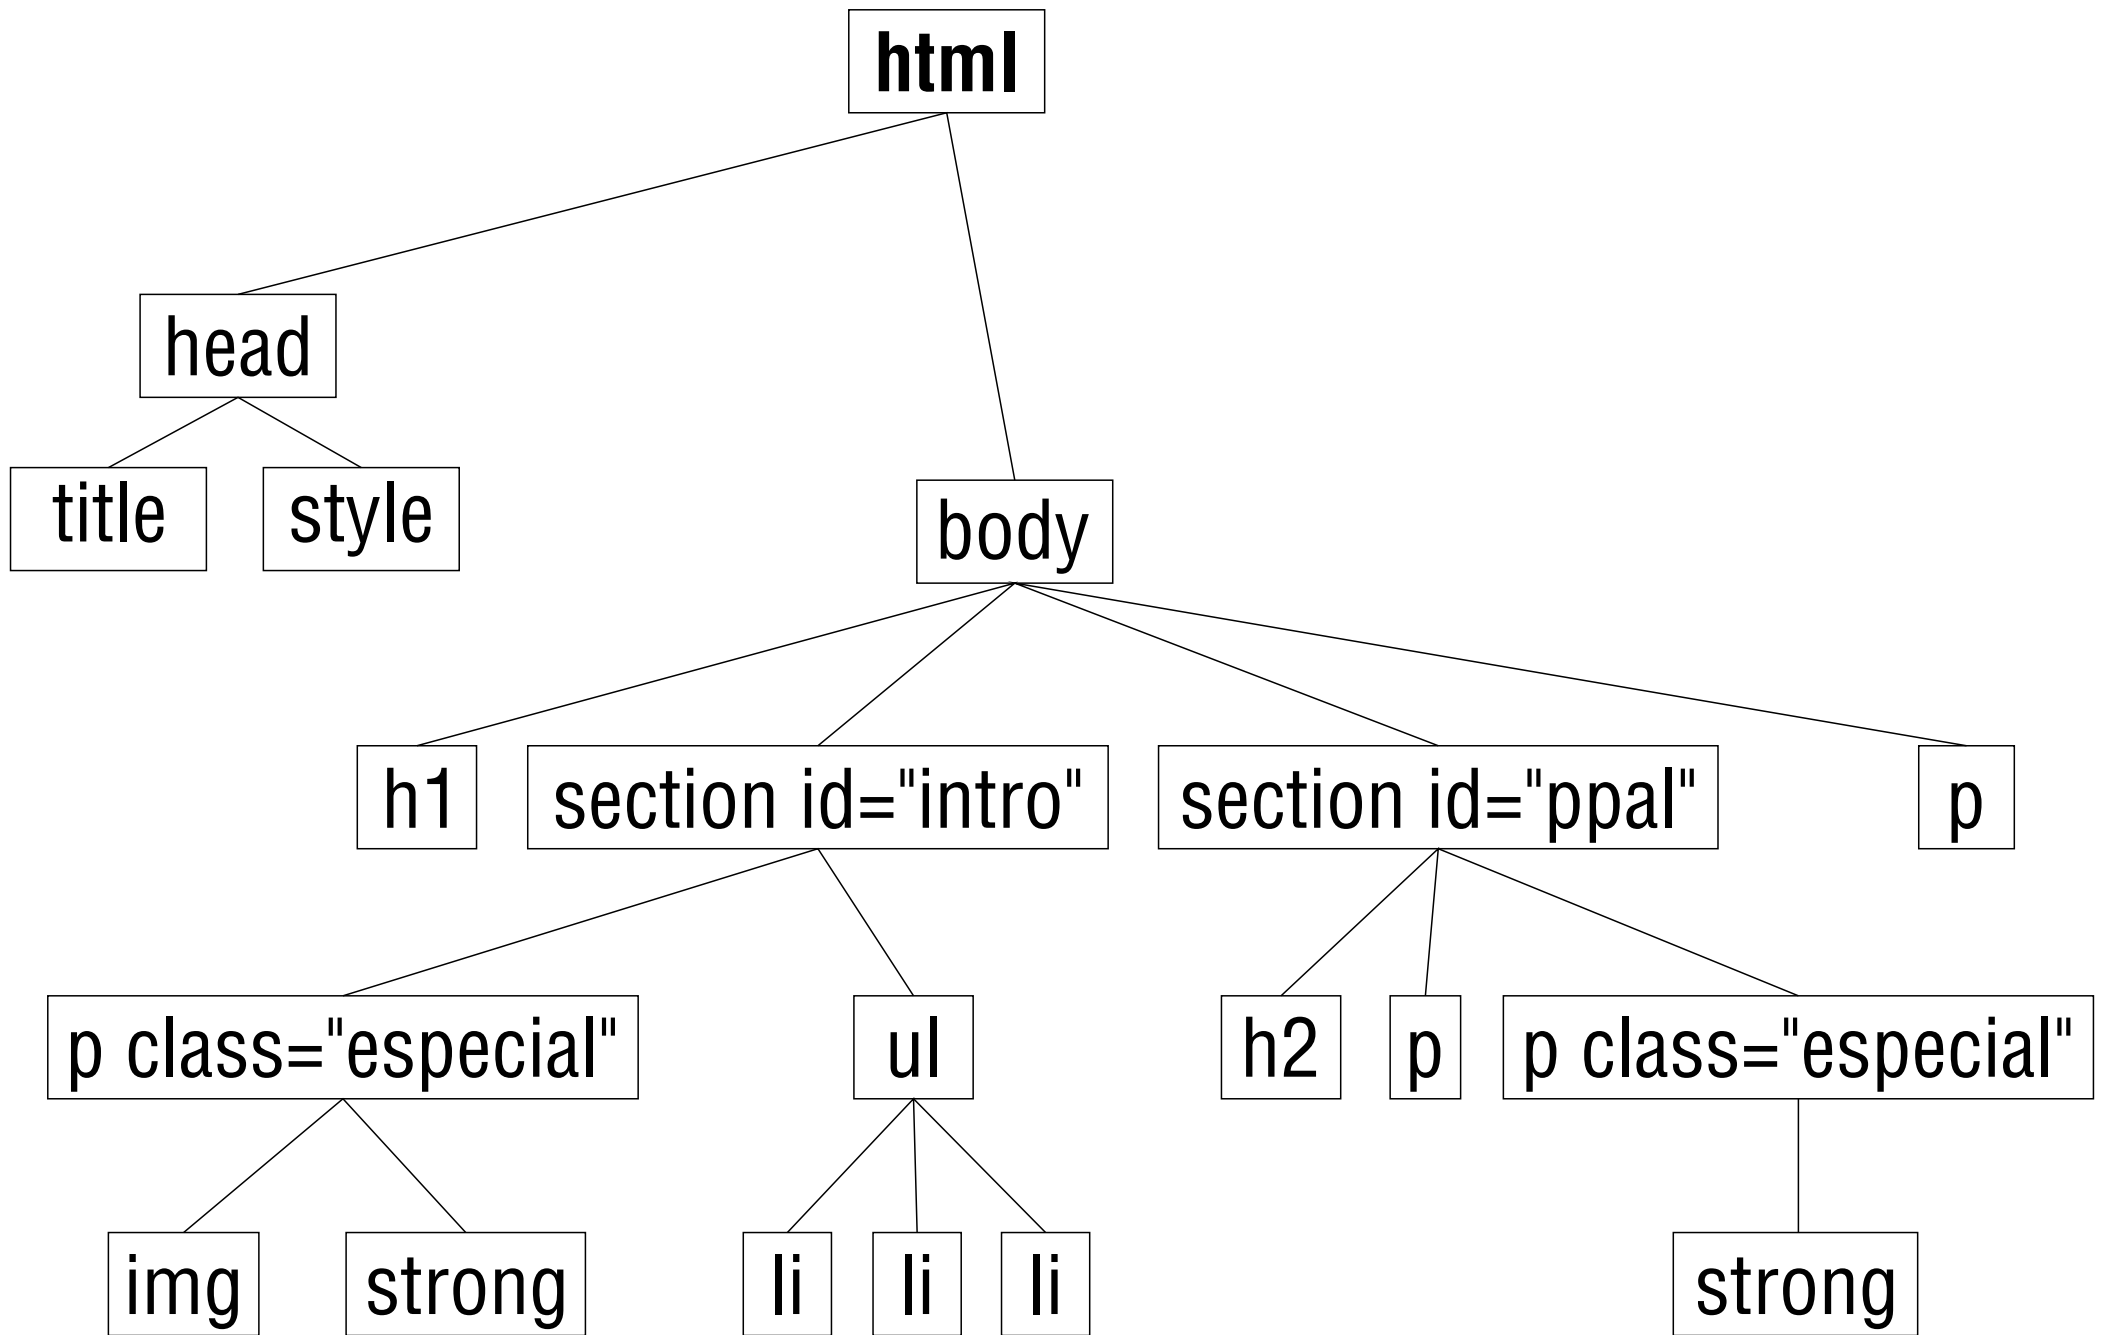 html
head
title
style
body
h1
section id="intro"
section id="ppal"
p
p class="especial"
ul
h2
p
p class="especial"
img
strong
li
li
li
strong